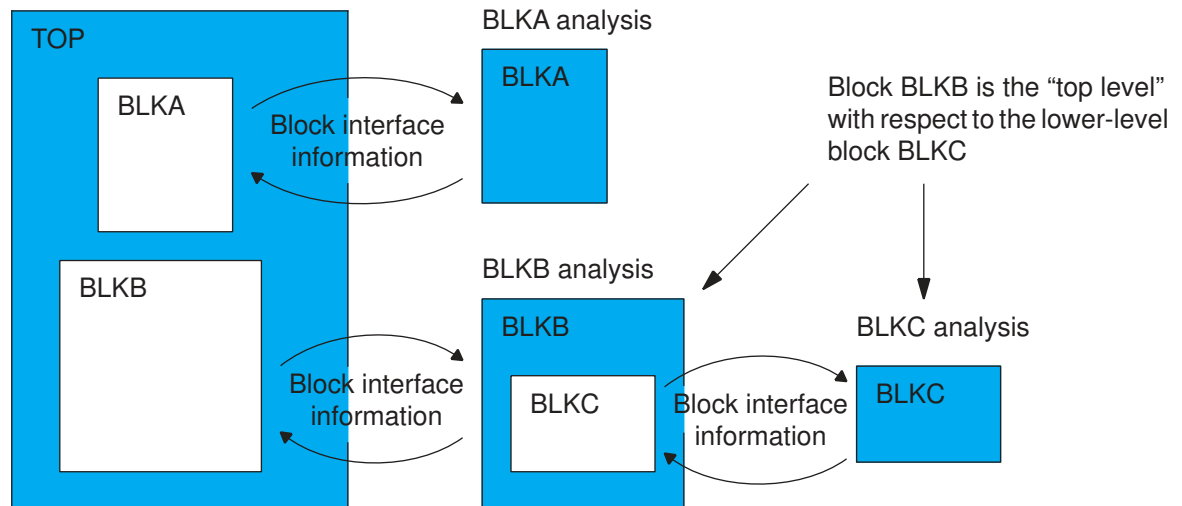 TOP
BLKA
Block interface
information
BLKB
Block interface
information
BLKA analysis
BLKA
BLKB analysis
BLKB
BLKC
Block interface
information
Block BLKB is the “top level”
with respect to the lower-level
block BLKC
BLKC analysis
BLKC